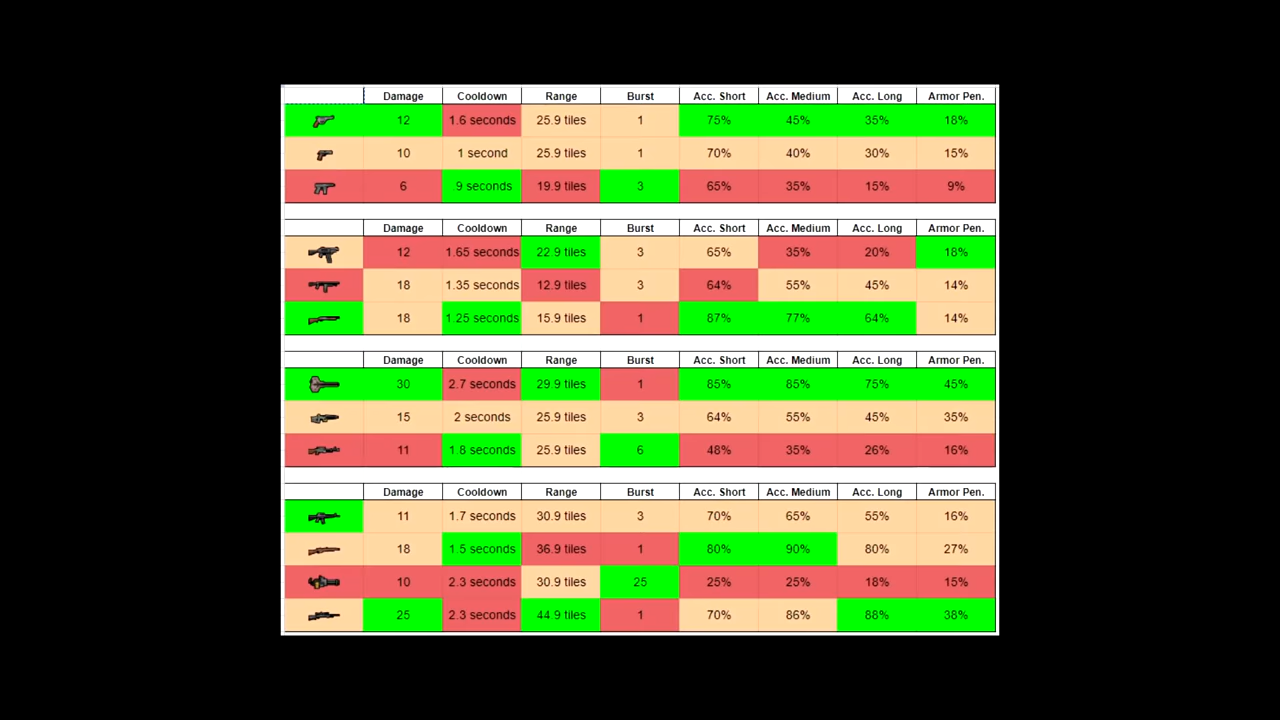 Damage Cooldown Range Burst Acc. Short Acc. Medium Acc. Long Armor Pen.
12 1.6 seconds 25.9 tiles 1 75% 45% 35% 18%
10 1 second 25.9 tiles 1 70% 40% 30% 15%
6 9 seconds 19.9 tiles 3 65% 35% 15% 9%
Damage Cooldown Range Burst Acc. Short Acc. Medium Acc. Long Armor Pen.
12 1.65 seconds 22.9 tiles 3 65% 35% 20% 18%
18 1.35 seconds 12.9 tiles 3 64% 55% 45% 14%
18 1.25 seconds 15.9 tiles 1 87% 77% 64% 14%
Damage Cooldown Range Burst Acc. Short Acc. Medium Acc. Long Armor Pen.
30 2.7 seconds 29.9 tiles 1 85% 85% 75% 45%
15 2 seconds 25.9 tiles 3 64% 55% 45% 35%
11 1.8 seconds 25.9 tiles 6 48% 35% 26% 16%
Damage Cooldown Range Burst Acc. Short Acc. Medium Acc. Long Armor Pen.
11 1.7 seconds 30.9 tiles 3 70% 65% 55% 16%
18 1.5 seconds 36.9 tiles 1 80% 90% 80% 27%
10 2.3 seconds 30.9 tiles 25 25% 25% 18% 15%
25 2.3 seconds 44.9 tiles 1 70% 86% 88% 38%